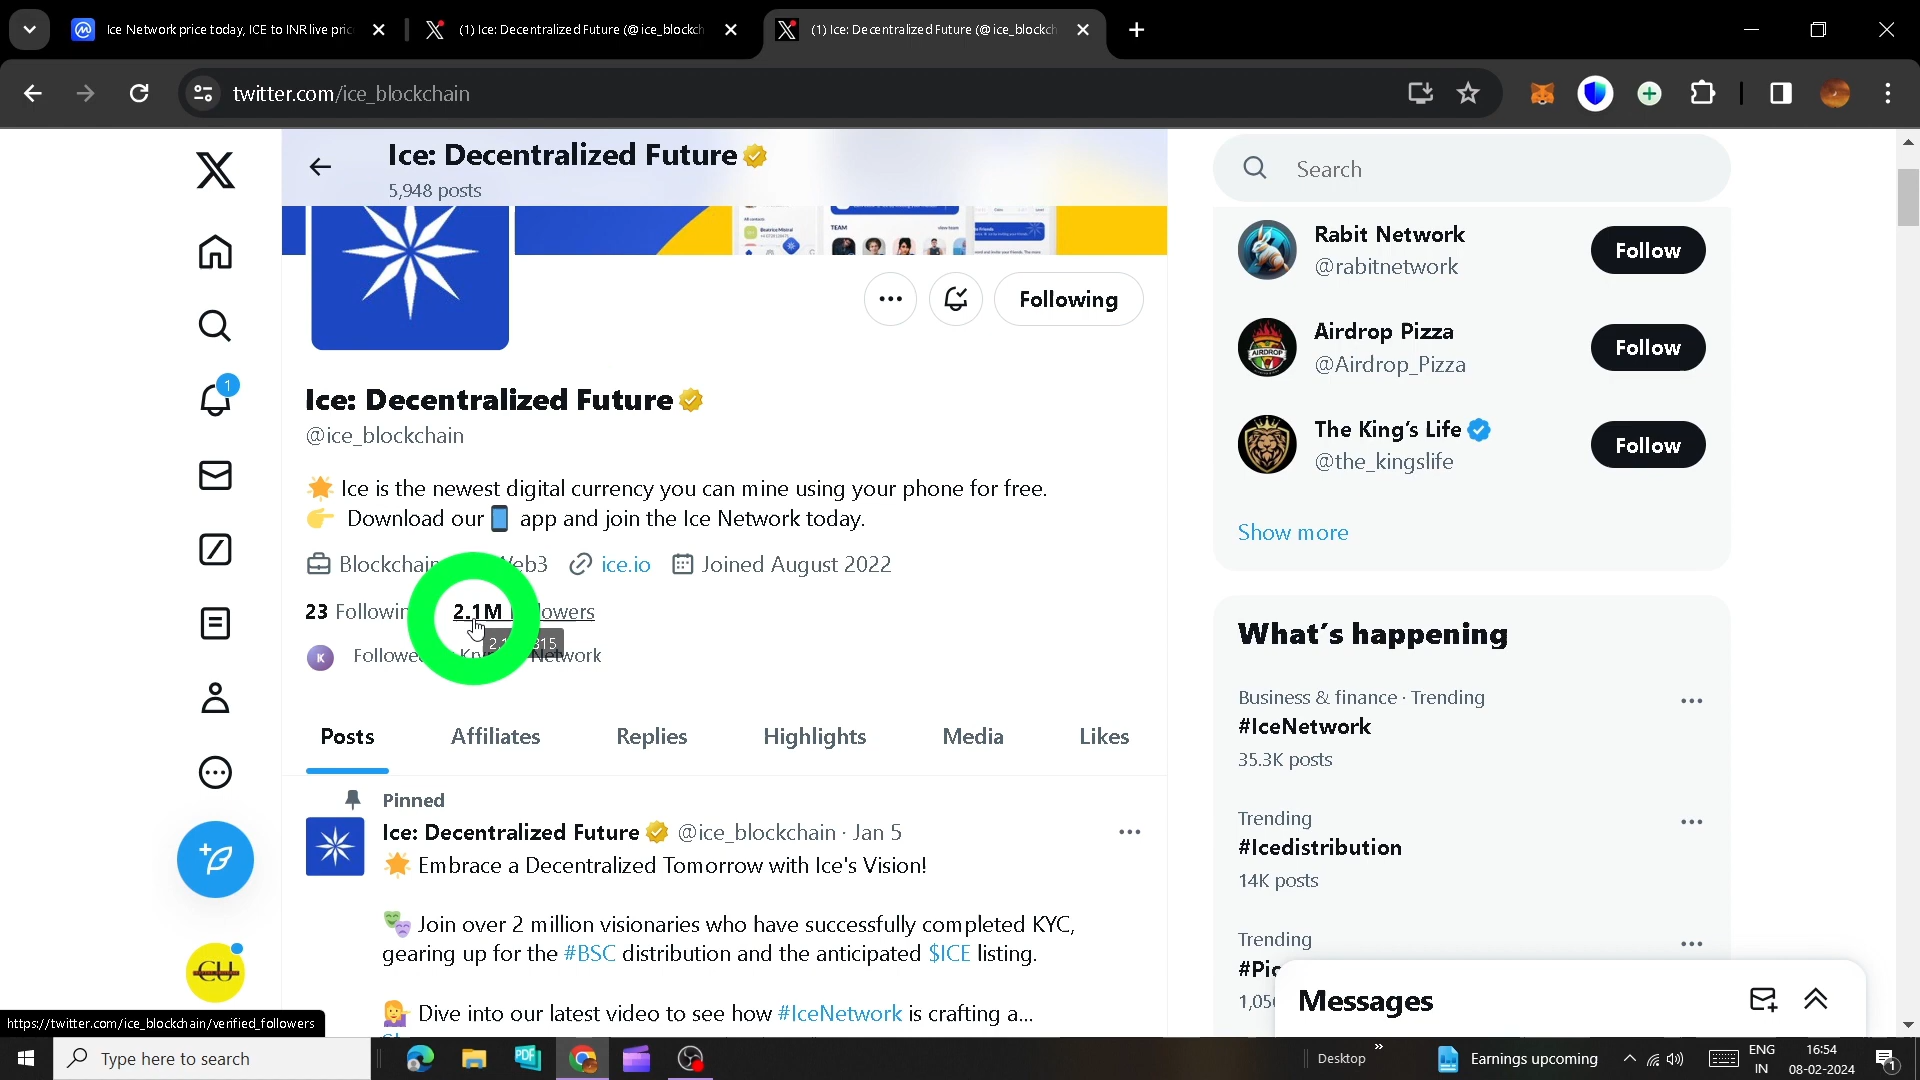 Ice Network price today, ICE to INR live pric
(1) Ice: Decentralized Future (@ice_blockch
(1) Ice: Decentralized Future (@ice_blockch
twitter.com/ice_blockchain
Ice: Decentralized Future
5,948 posts
TEAM
Following
Ice: Decentralized Future
@ice_blockchain
🌟 Ice is the newest digital currency you can mine using your phone for free.
👉 Download our 📱 app and join the Ice Network today.
Blockchain Web3 ice.io Joined August 2022
23 Following 2.1M Followers
K Followed Network
Posts Affiliates Replies Highlights Media Likes
Pinned
Ice: Decentralized Future @ice_blockchain · Jan 5
🌟 Embrace a Decentralized Tomorrow with Ice's Vision!
🎭 Join over 2 million visionaries who have successfully completed KYC,
gearing up for the #BSC distribution and the anticipated $ICE listing.
💁‍♀️ Dive into our latest video to see how #IceNetwork is crafting a...
Search
Rabit Network
@rabitnetwork
Follow
AIRDROP
Airdrop Pizza
@Airdrop_Pizza
Follow
The King's Life
@the_kingslife
Follow
Show more
What's happening
Business & finance · Trending
#IceNetwork
35.3K posts
Trending
#Icedistribution
14K posts
Trending
Messages
1
CU
https://twitter.com/ice_blockchain/verified_followers
Type here to search
Desktop
Earnings upcoming
ENG
IN
16:54
08-02-2024
1